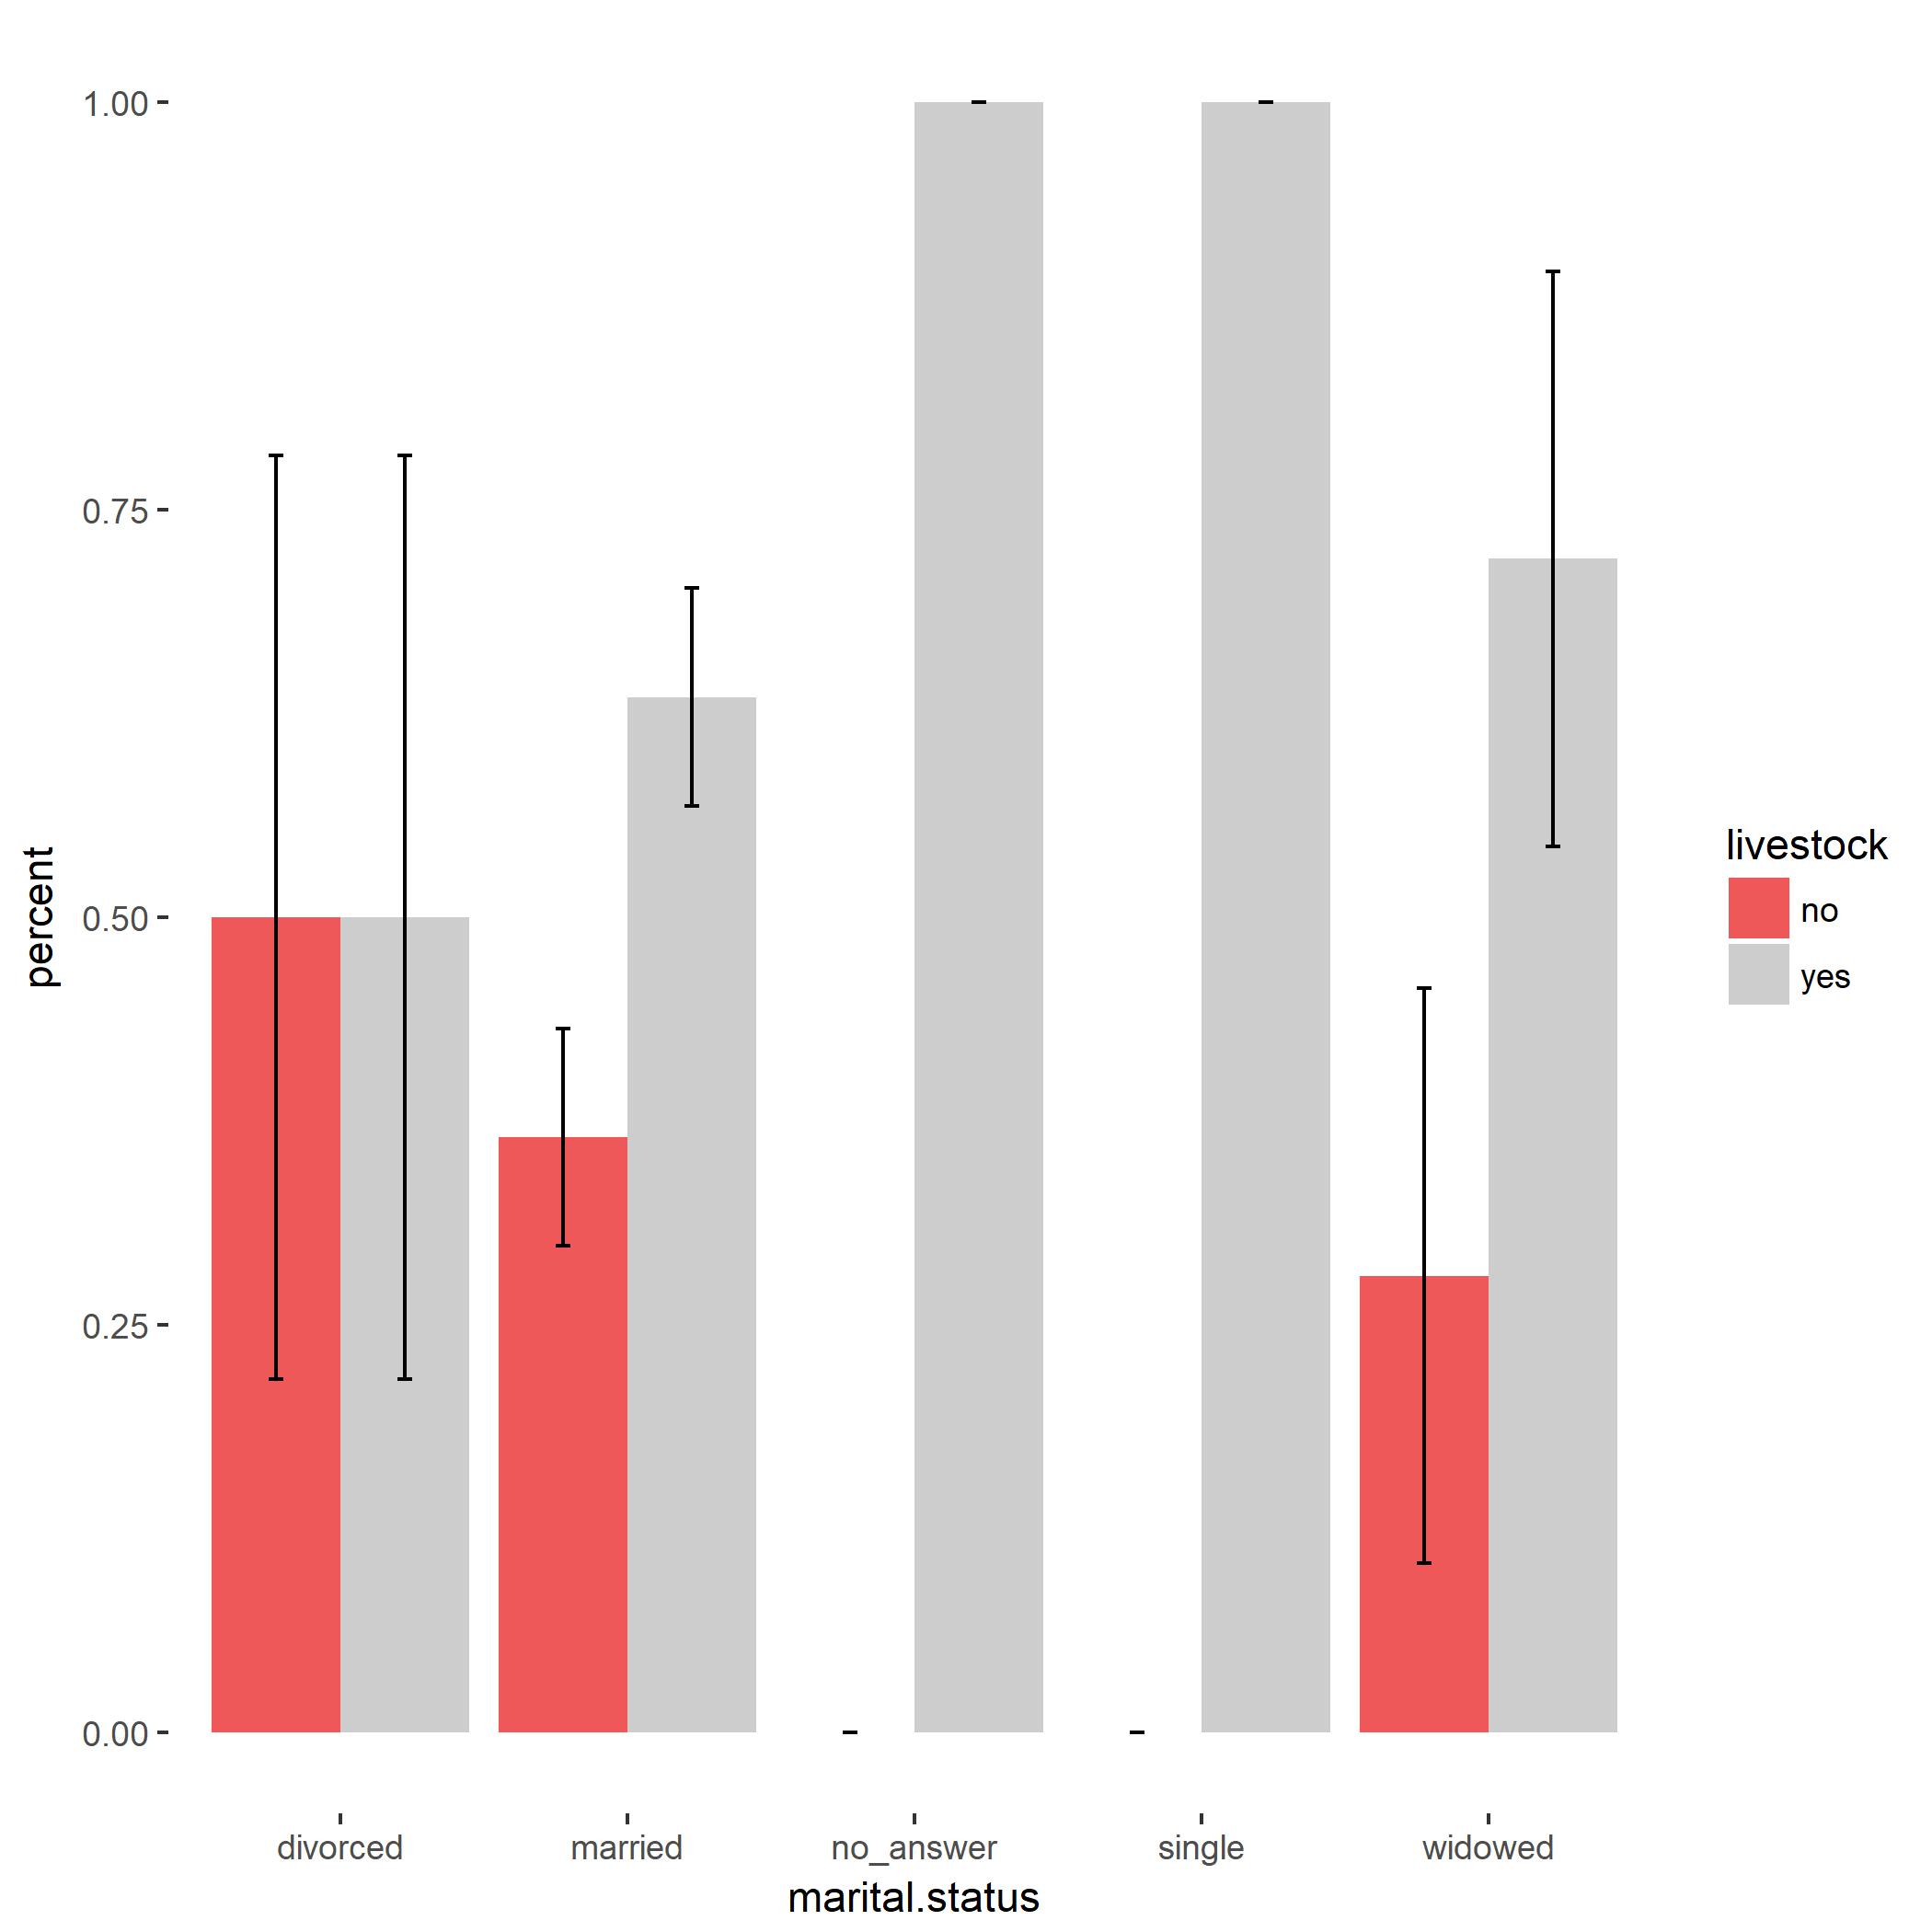 1.00
0.75
0.50
0.25
0.00
percent
divorced
married
no_answer
single
widowed
marital.status
livestock
no
yes